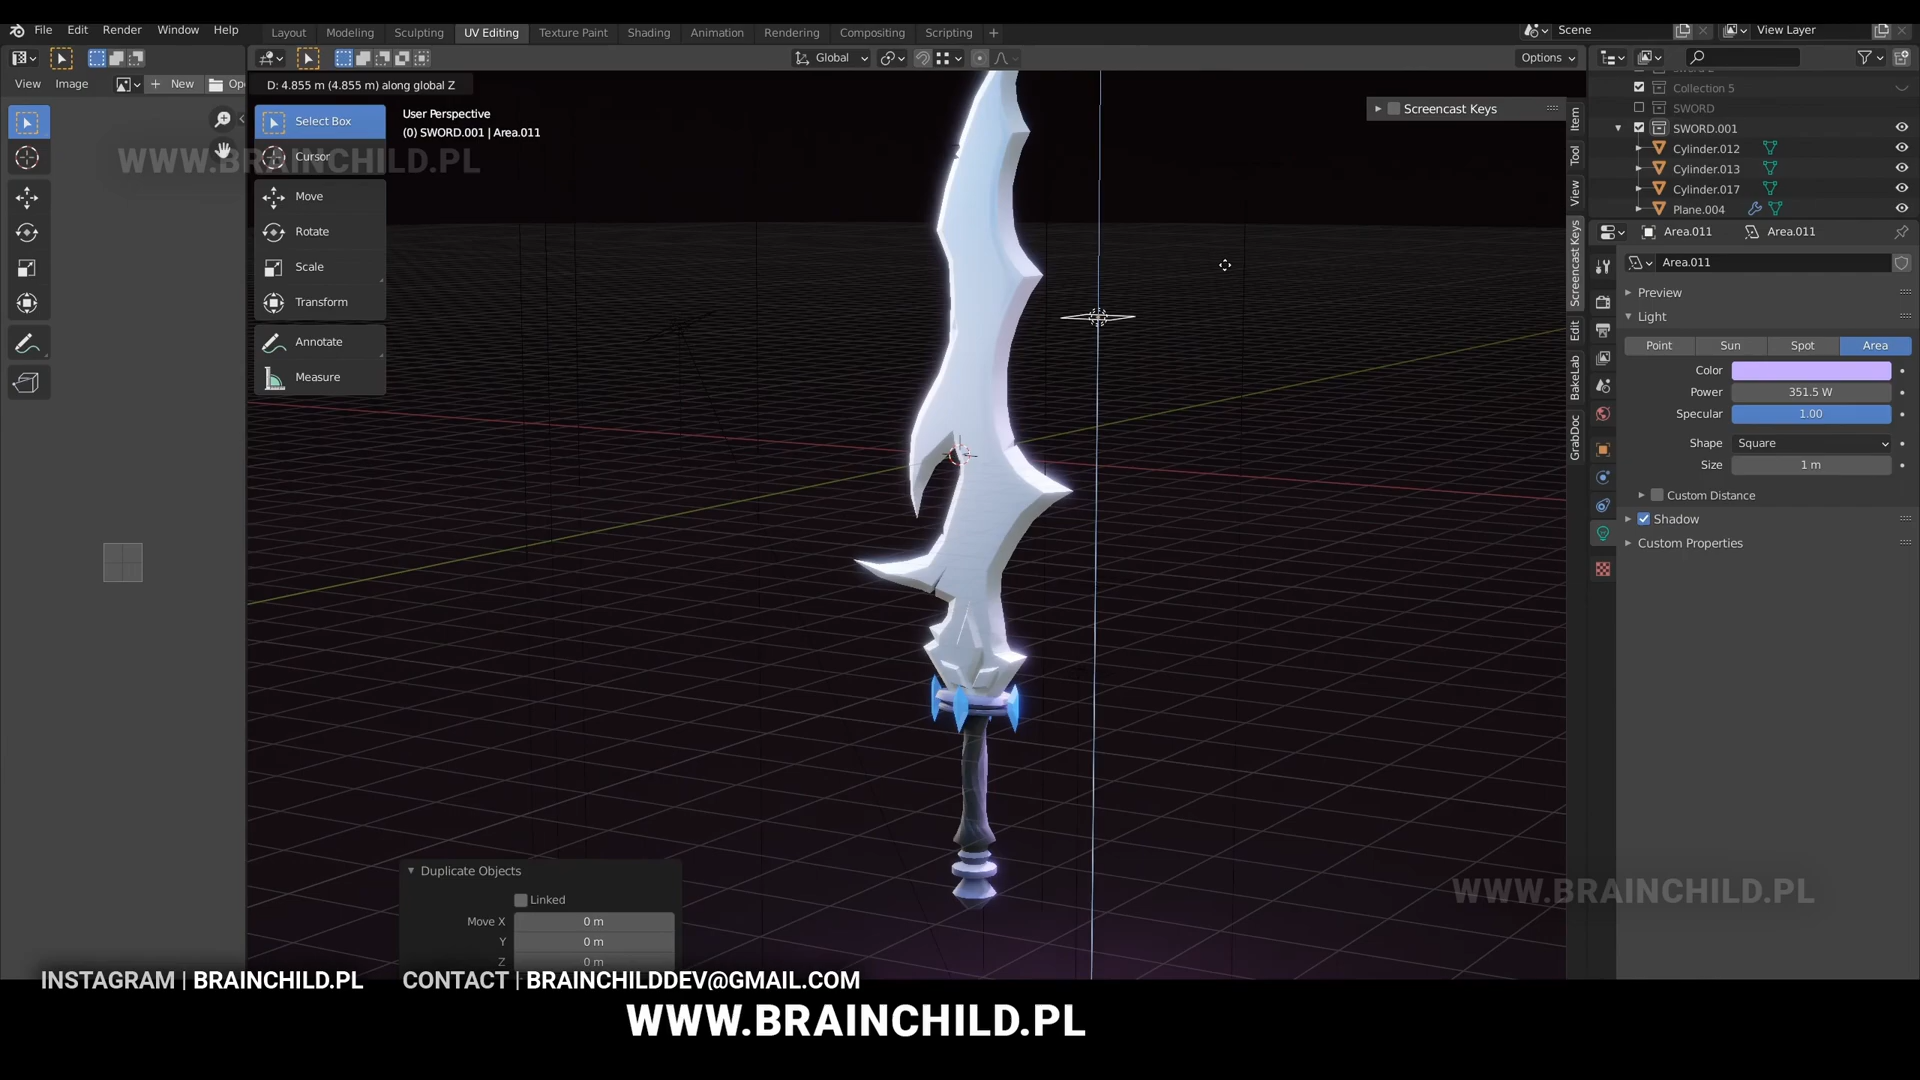 File Edit Render Window Help
Layout Modeling Sculpting UV Editing Texture Paint Shading Animation Rendering Compositing Scripting
Scene View Layer
Global Options
View Image New Op
D: 4.855 m (4.855 m) along global Z
User Perspective
(0) SWORD.001 | Area.011
Select Box
Cursor
Move
Rotate
Scale
Transform
Annotate
Measure
WWW.BRAINCHILD.PL
Screencast Keys
Item
Tool
View
Screencast Keys
Edit
BakeLab
GrabDoc
Collection 5
SWORD
SWORD.001
Cylinder.012
Cylinder.013
Cylinder.017
Plane.004
Area.011 Area.011
Area.011
Preview
Light
Point Sun Spot Area
Color
Power 351.5 W
Specular 1.00
Shape Square
Size 1 m
Custom Distance
Shadow
Custom Properties
Duplicate Objects
Linked
Move X 0 m
Y 0 m
Z 0 m
WWW.BRAINCHILD.PL
INSTAGRAM | BRAINCHILD.PL CONTACT | BRAINCHILDDEV@GMAIL.COM
WWW.BRAINCHILD.PL